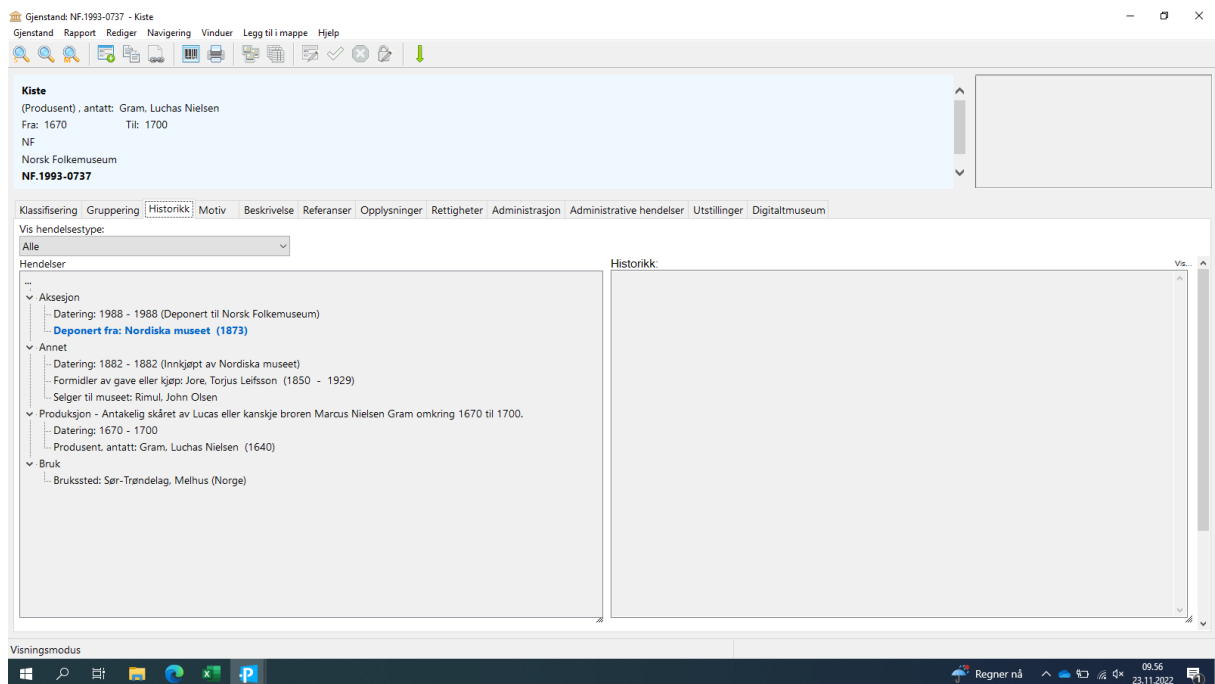 Gjenstand: NF.1993-0737 - Kiste
Gjenstand Rapport Rediger Navigering Vinduer Legg til i mappe Hjelp
Kiste
(Produsent) , antatt: Gram, Luchas Nielsen
Fra: 1670 Til: 1700
NF
Norsk Folkemuseum
NF.1993-0737
Klassifisering Gruppering Historikk Motiv Beskrivelse Referanser Opplysninger Rettigheter Administrasjon Administrative hendelser Utstillinger Digitaltmuseum
Vis hendelsestype:
Alle
Hendelser
...
Aksesjon
Datering: 1988 - 1988 (Deponert til Norsk Folkemuseum)
Deponert fra: Nordiska museet (1873)
Annet
Datering: 1882 - 1882 (Innkjøpt av Nordiska museet)
Formidler av gave eller kjøp: Jore, Torjus Leifsson (1850 - 1929)
Selger til museet: Rimul, John Olsen
Produksjon - Antakelig skåret av Lucas eller kanskje broren Marcus Nielsen Gram omkring 1670 til 1700.
Datering: 1670 - 1700
Produsent, antatt: Gram, Luchas Nielsen (1640)
Bruk
Brukssted: Sør-Trøndelag, Melhus (Norge)
Historikk:
Vis...
Visningsmodus
Regner nå
09.56
23.11.2022